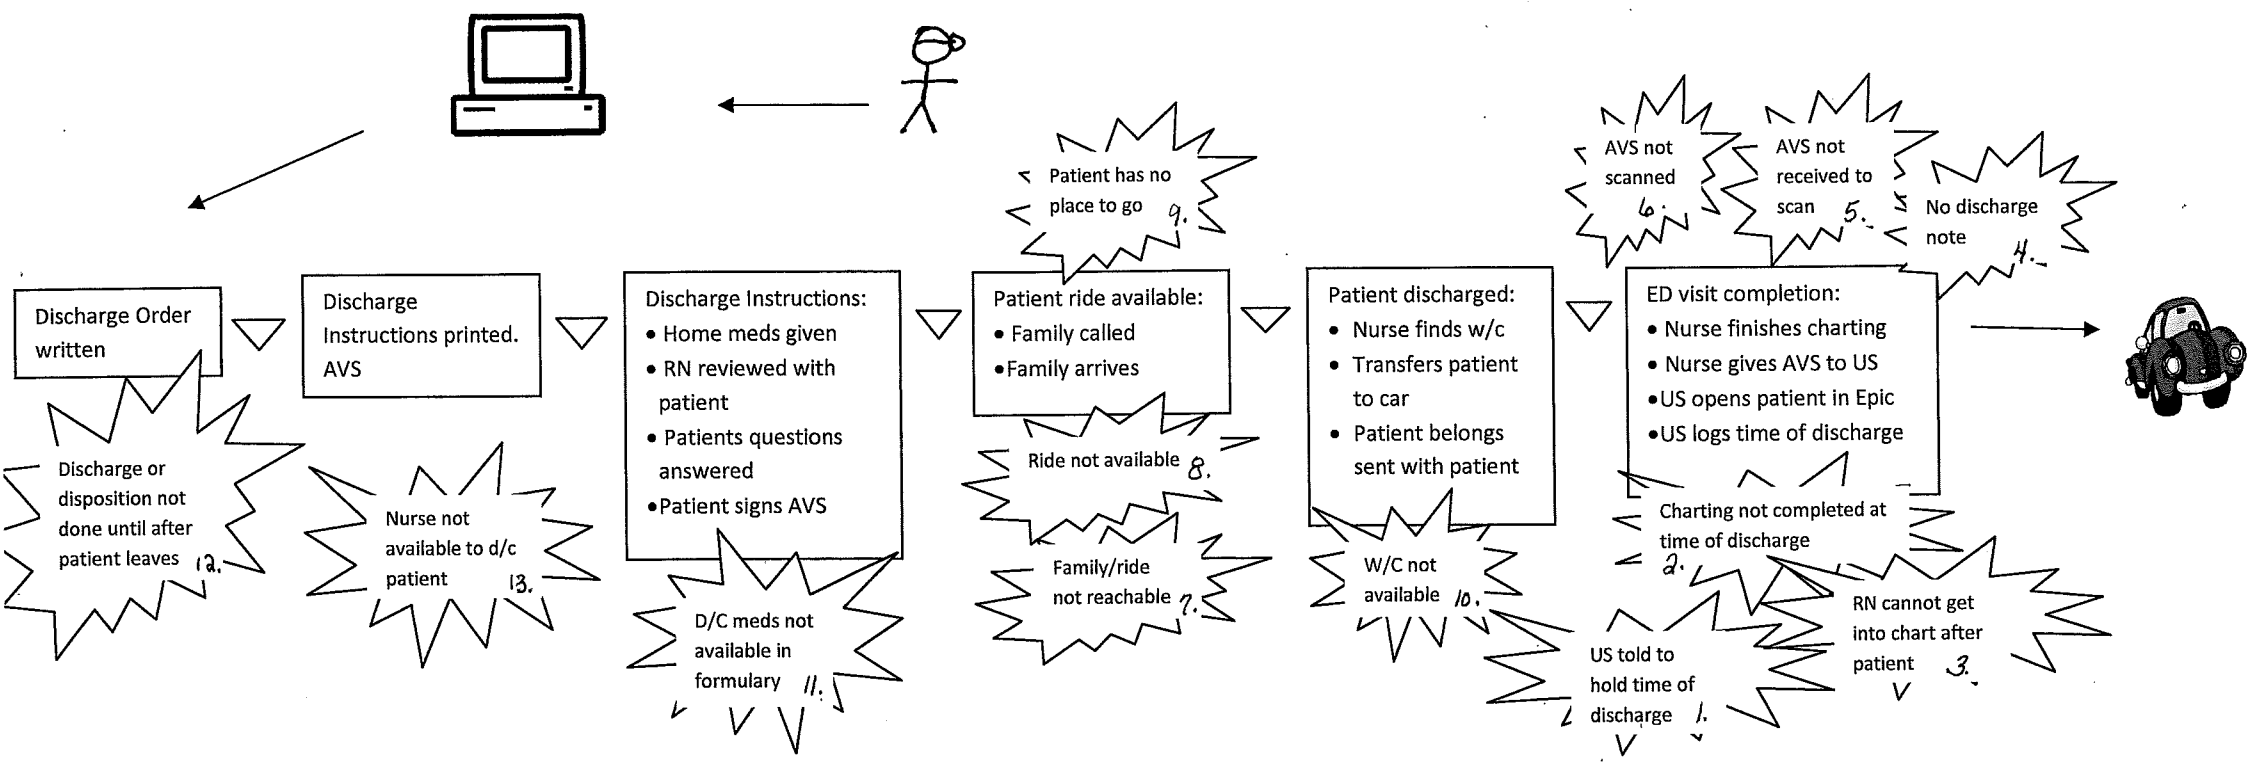 Discharge Order
written
Discharge or
disposition not
done until after
patient leaves 12.
Discharge
Instructions printed.
AVS
Nurse not
available to d/c
patient 13.
Discharge Instructions:
• Home meds given
• RN reviewed with
patient
• Patients questions
answered
•Patient signs AVS
D/C meds not
available in
formulary 11.
Patient has no
place to go 9.
Patient ride available:
• Family called
•Family arrives
Ride not available 8.
Family/ride
not reachable 7.
Patient discharged:
• Nurse finds w/c
• Transfers patient
to car
• Patient belongs
sent with patient
W/C not
available 10.
AVS not
scanned
6.
AVS not
received to
scan 5.
No discharge
note 4.
ED visit completion:
• Nurse finishes charting
• Nurse gives AVS to US
•US opens patient in Epic
•US logs time of discharge
Charting not completed at
time of discharge
2.
RN cannot get
into chart after
patient 3.
US told to
hold time of
discharge 1.